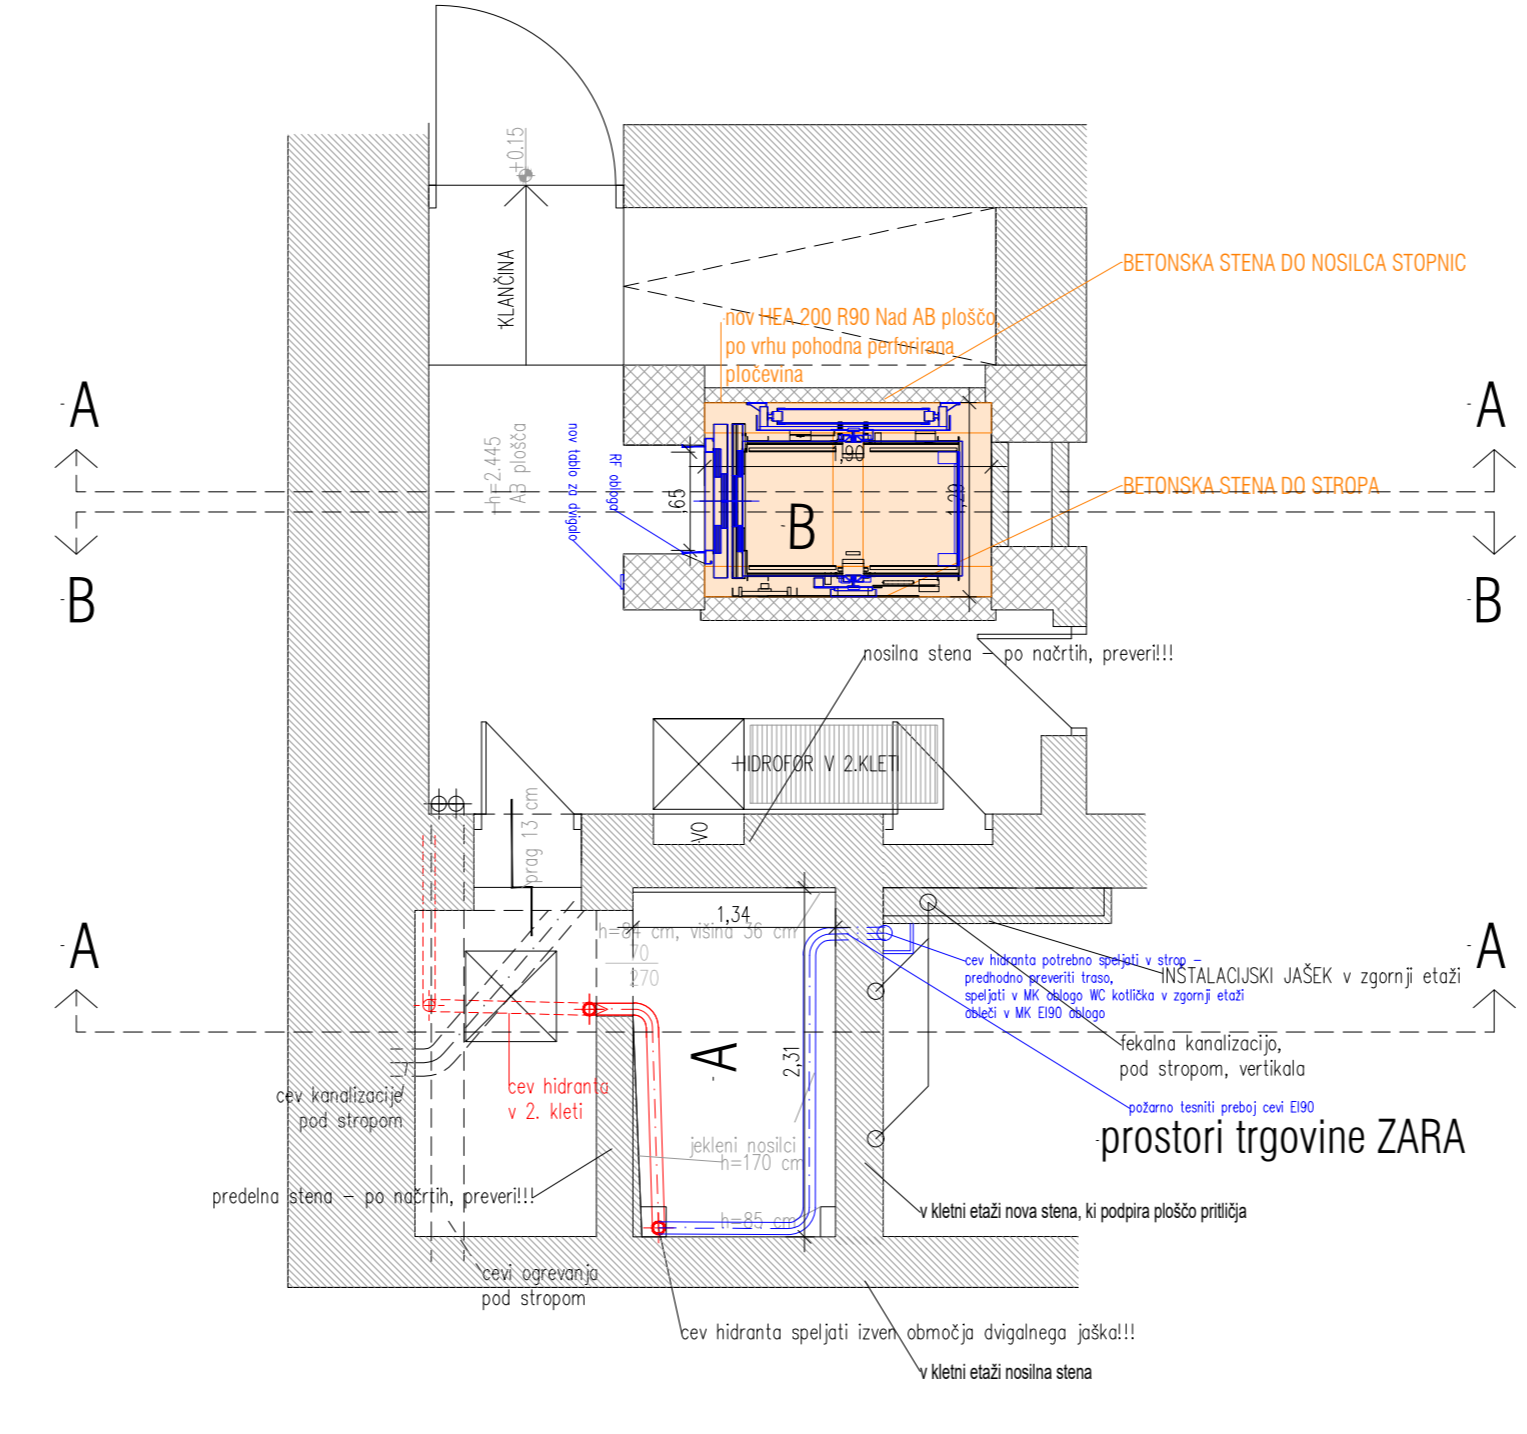 +0.15
KLANČINA
BETONSKA STENA DO NOSILCA STOPNIC
nov HEA 200 R90 Nad AB ploščo
po vrhu pohodna perforirana
pločevina
A
A
h=2.445
AB plošča
nov tablo za dvigalo
RF obloga
,65
1,90
1,20
B
BETONSKA STENA DO STROPA
B
B
nosilna stena – po načrtih, preveri!!!
HIDROFOR V 2.KLETI
VO
prag 13 cm
1,34
h=84 cm, višina 36 cm
70
270
A
A
cev hidranta potrebno speljati v strop –
predhodno preveriti traso,
speljati v MK oblogo WC kotlička v zgornji etaži
obleči v MK EI90 oblogo
INŠTALACIJSKI JAŠEK v zgornji etaži
fekalna kanalizacijo,
pod stropom, vertikala
A
2,31
cev kanalizacije
pod stropom
cev hidranta
v 2. kleti
požarno tesniti preboj cevi EI90
prostori trgovine ZARA
jekleni nosilci
h=170 cm
predelna stena – po načrtih, preveri!!!
h=85 cm
v kletni etaži nova stena, ki podpira ploščo pritličja
cevi ogrevanja
pod stropom
cev hidranta speljati izven območja dvigalnega jaška!!!
v kletni etaži nosilna stena